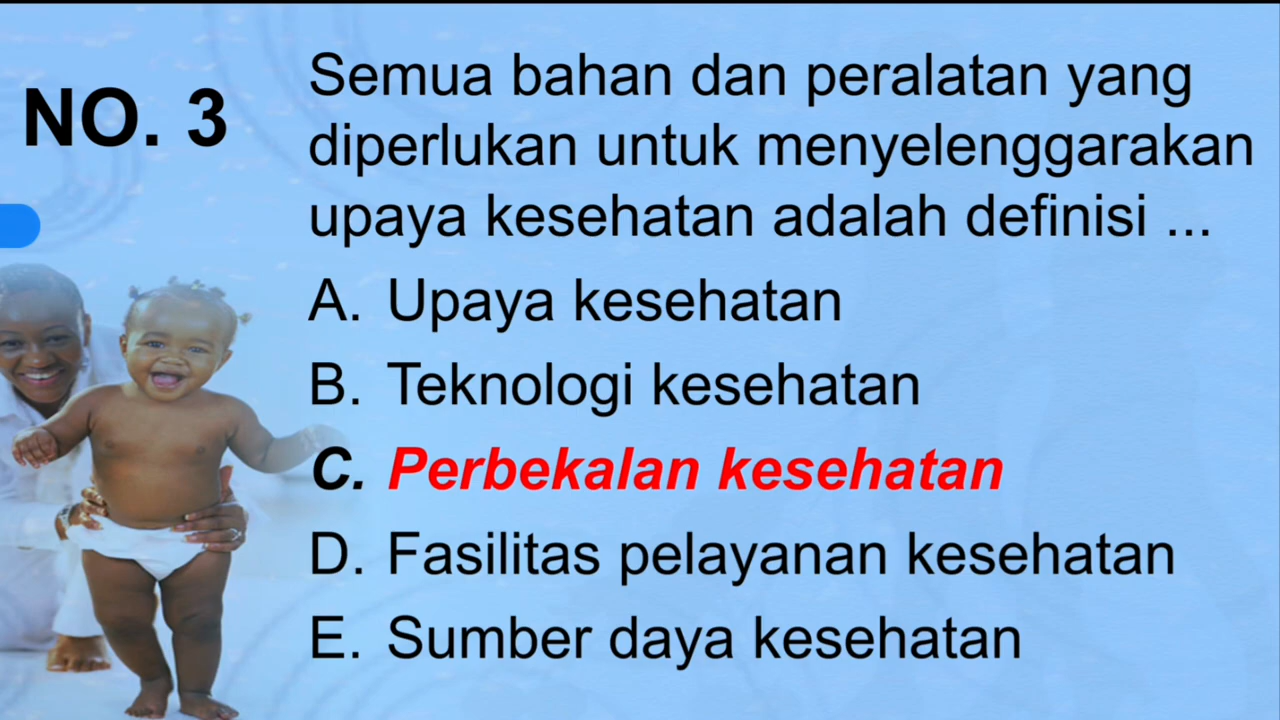 NO. 3
Semua bahan dan peralatan yang
diperlukan untuk menyelenggarakan
upaya kesehatan adalah definisi ...
A. Upaya kesehatan
B. Teknologi kesehatan
C. Perbekalan kesehatan
D. Fasilitas pelayanan kesehatan
E. Sumber daya kesehatan